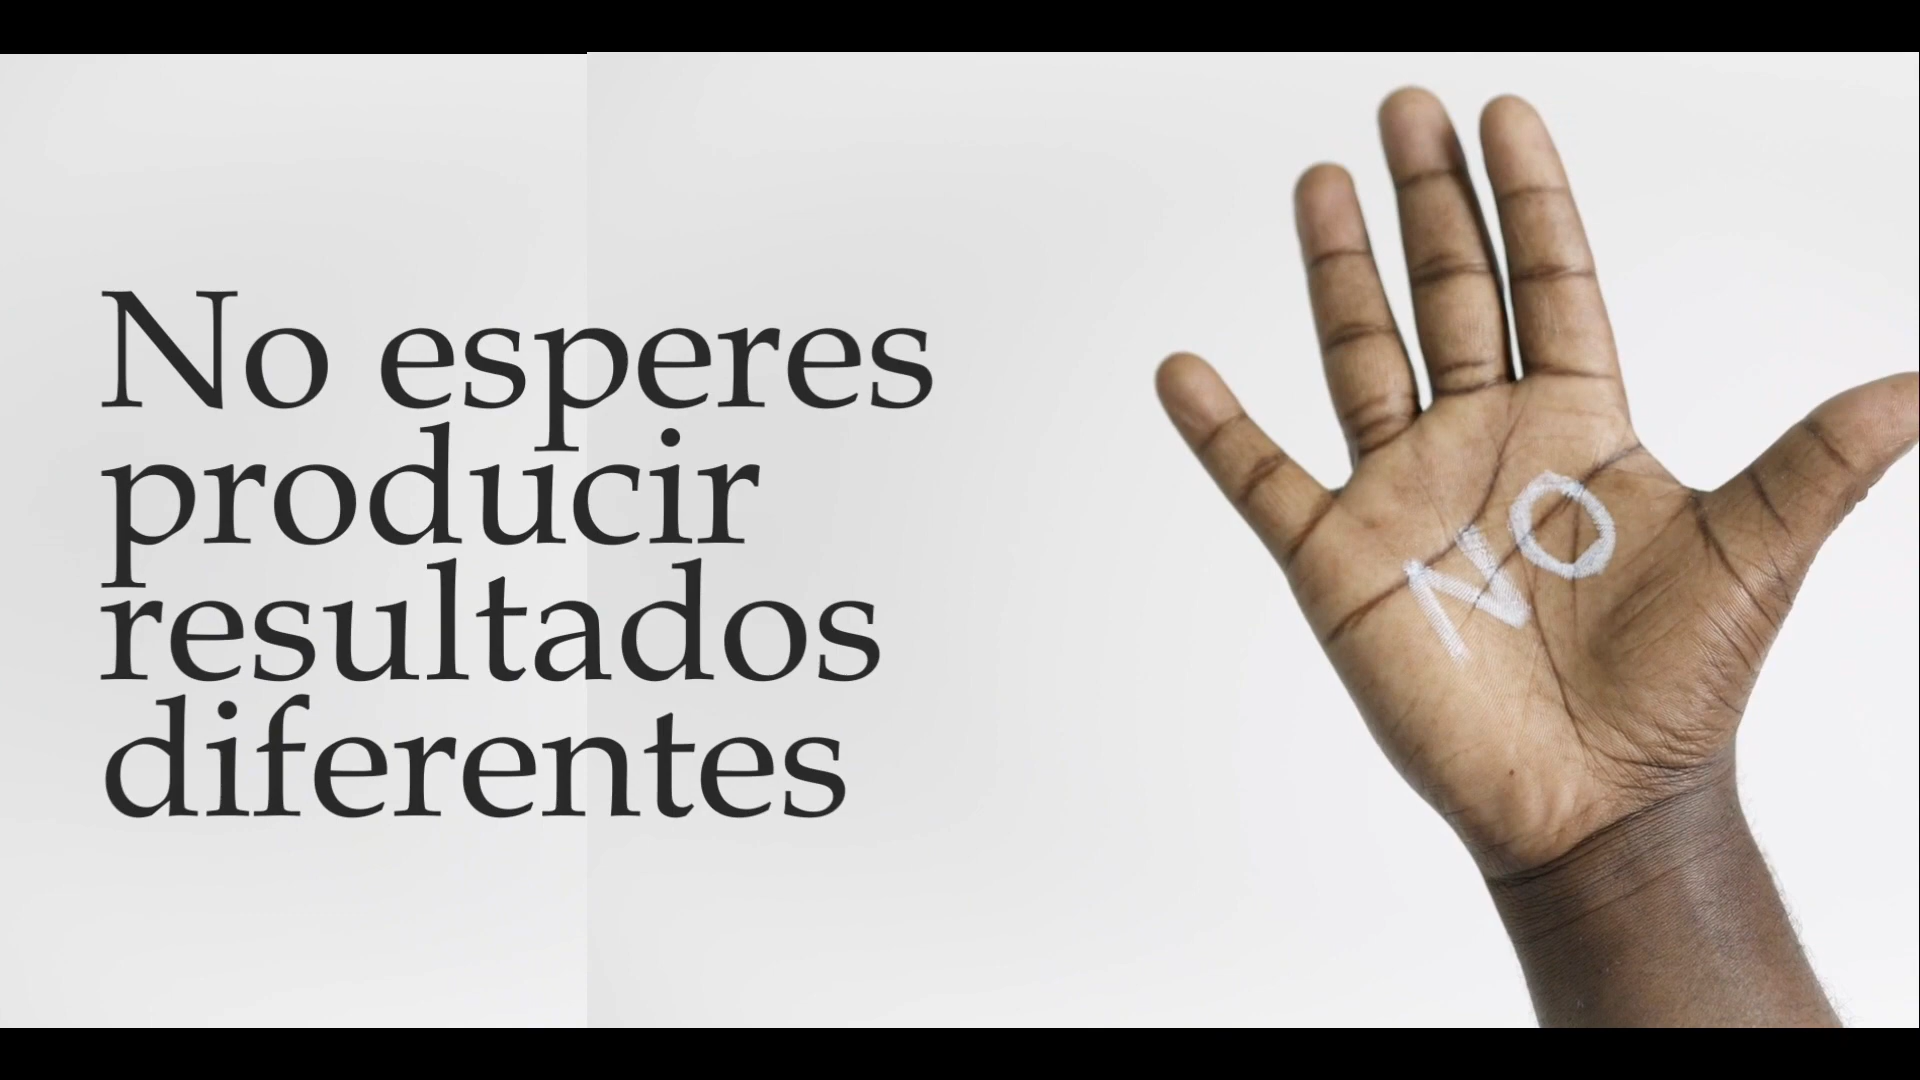 No esperes
producir
resultados
diferentes
NO